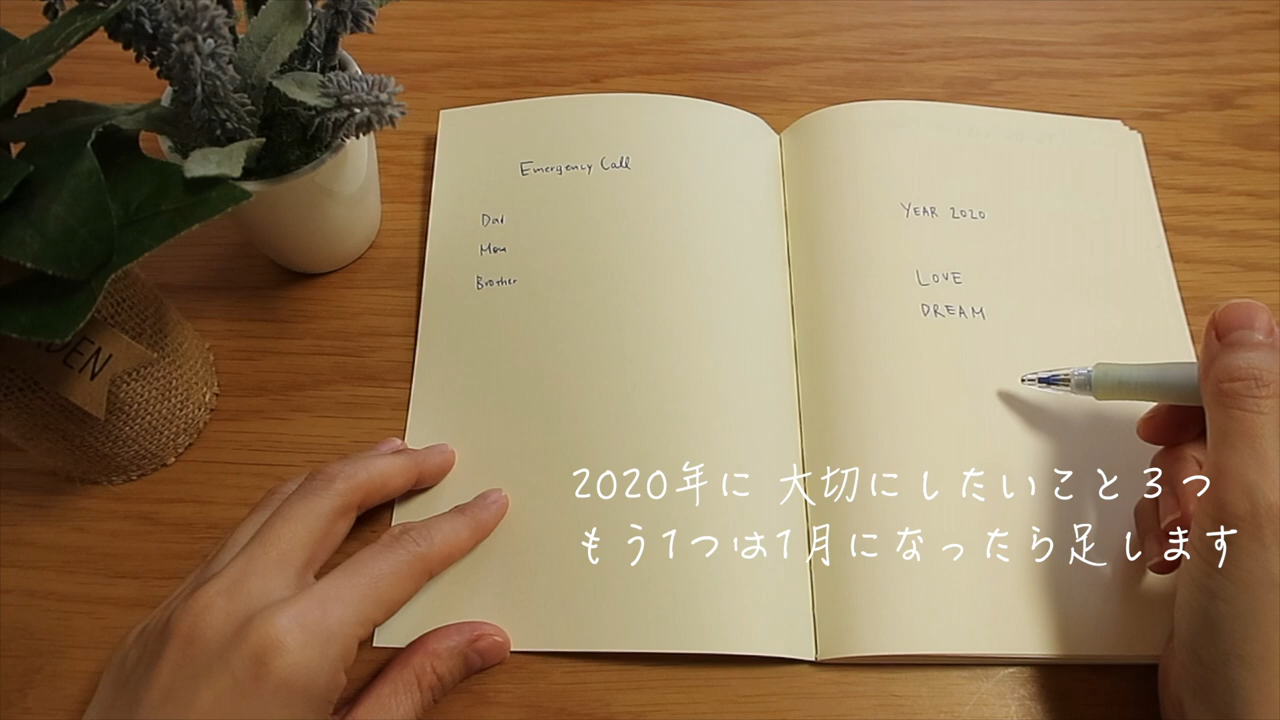 Emergency Call
Dad
Mom
Brother
YEAR 2020
LOVE
DREAM
DEN
2020年に 大切にしたいこと3つ
もう1つは1月になったら足します